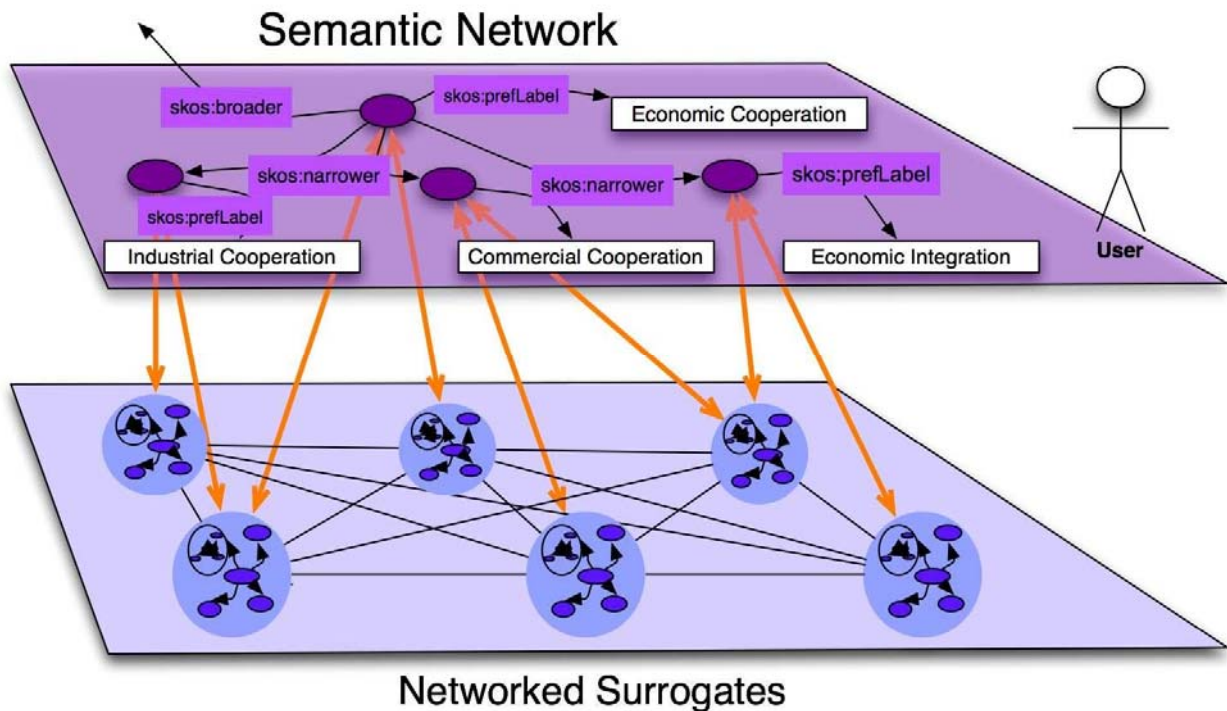 Semantic Network
skos:prefLabel
skos:broader
Economic Cooperation
skos:narrower
skos:narrower
skos:prefLabel
skos:prefLabel
Industrial Cooperation
Commercial Cooperation
Economic Integration
User
Networked Surrogates